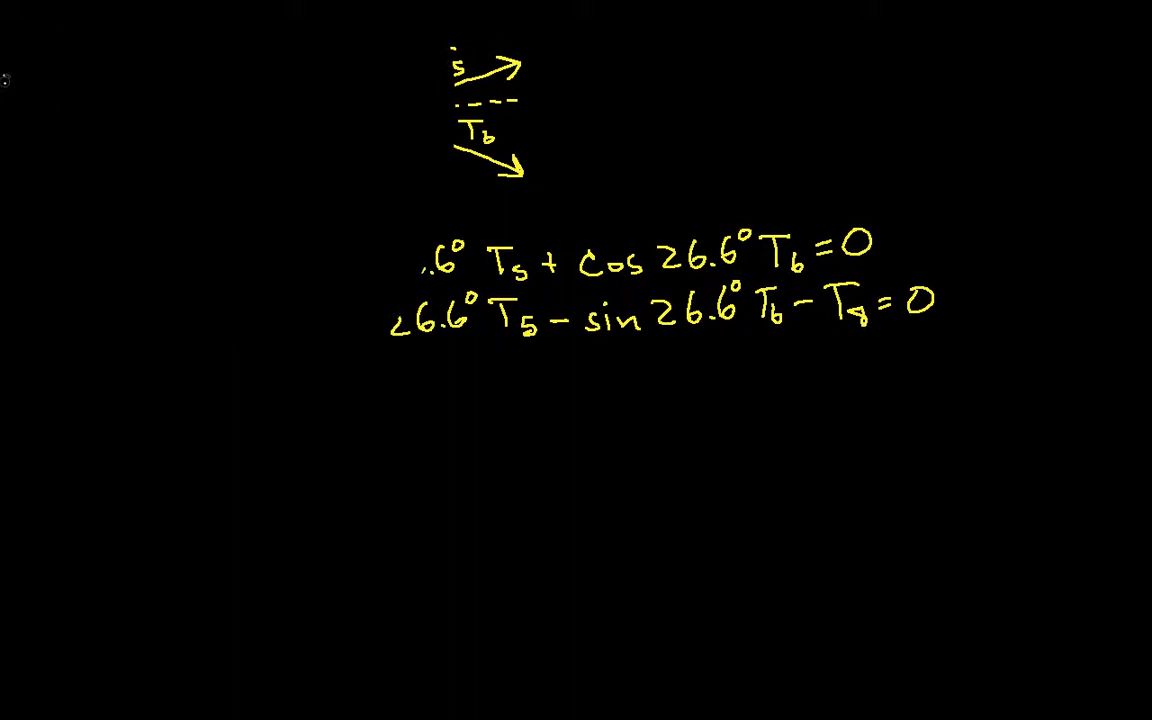 5
T6
.6° T5 + cos 26.6° T6 = 0
26.6° T5 - sin 26.6° T6 - T8 = 0